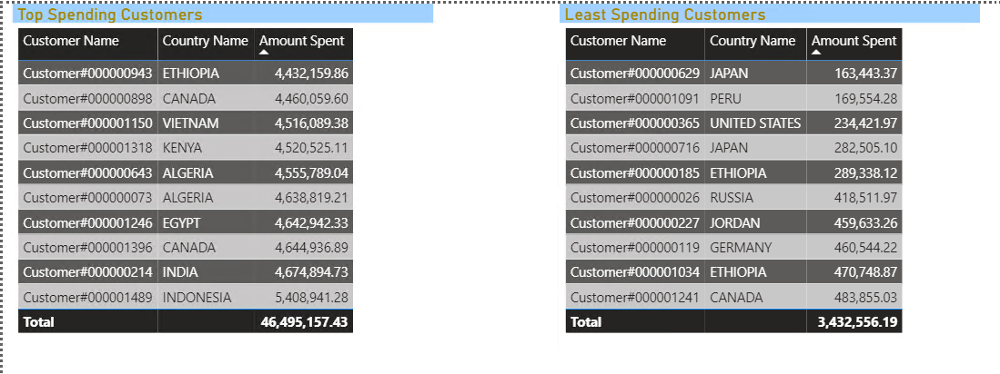 Top Spending Customers
Customer Name Country Name Amount Spent
Customer#000000943 ETHIOPIA 4,432,159.86
Customer#000000898 CANADA 4,460,059.60
Customer#000001150 VIETNAM 4,516,089.38
Customer#000001318 KENYA 4,520,525.11
Customer#000000643 ALGERIA 4,555,789.04
Customer#000000073 ALGERIA 4,638,819.21
Customer#000001246 EGYPT 4,642,942.33
Customer#000001396 CANADA 4,644,936.89
Customer#000000214 INDIA 4,674,894.73
Customer#000001489 INDONESIA 5,408,941.28
Total 46,495,157.43
Least Spending Customers
Customer Name Country Name Amount Spent
Customer#000000629 JAPAN 163,443.37
Customer#000001091 PERU 169,554.28
Customer#000000365 UNITED STATES 234,421.97
Customer#000000716 JAPAN 282,505.10
Customer#000000185 ETHIOPIA 289,338.12
Customer#000000026 RUSSIA 418,511.97
Customer#000000227 JORDAN 459,633.26
Customer#000000119 GERMANY 460,544.22
Customer#000001034 ETHIOPIA 470,748.87
Customer#000001241 CANADA 483,855.03
Total 3,432,556.19